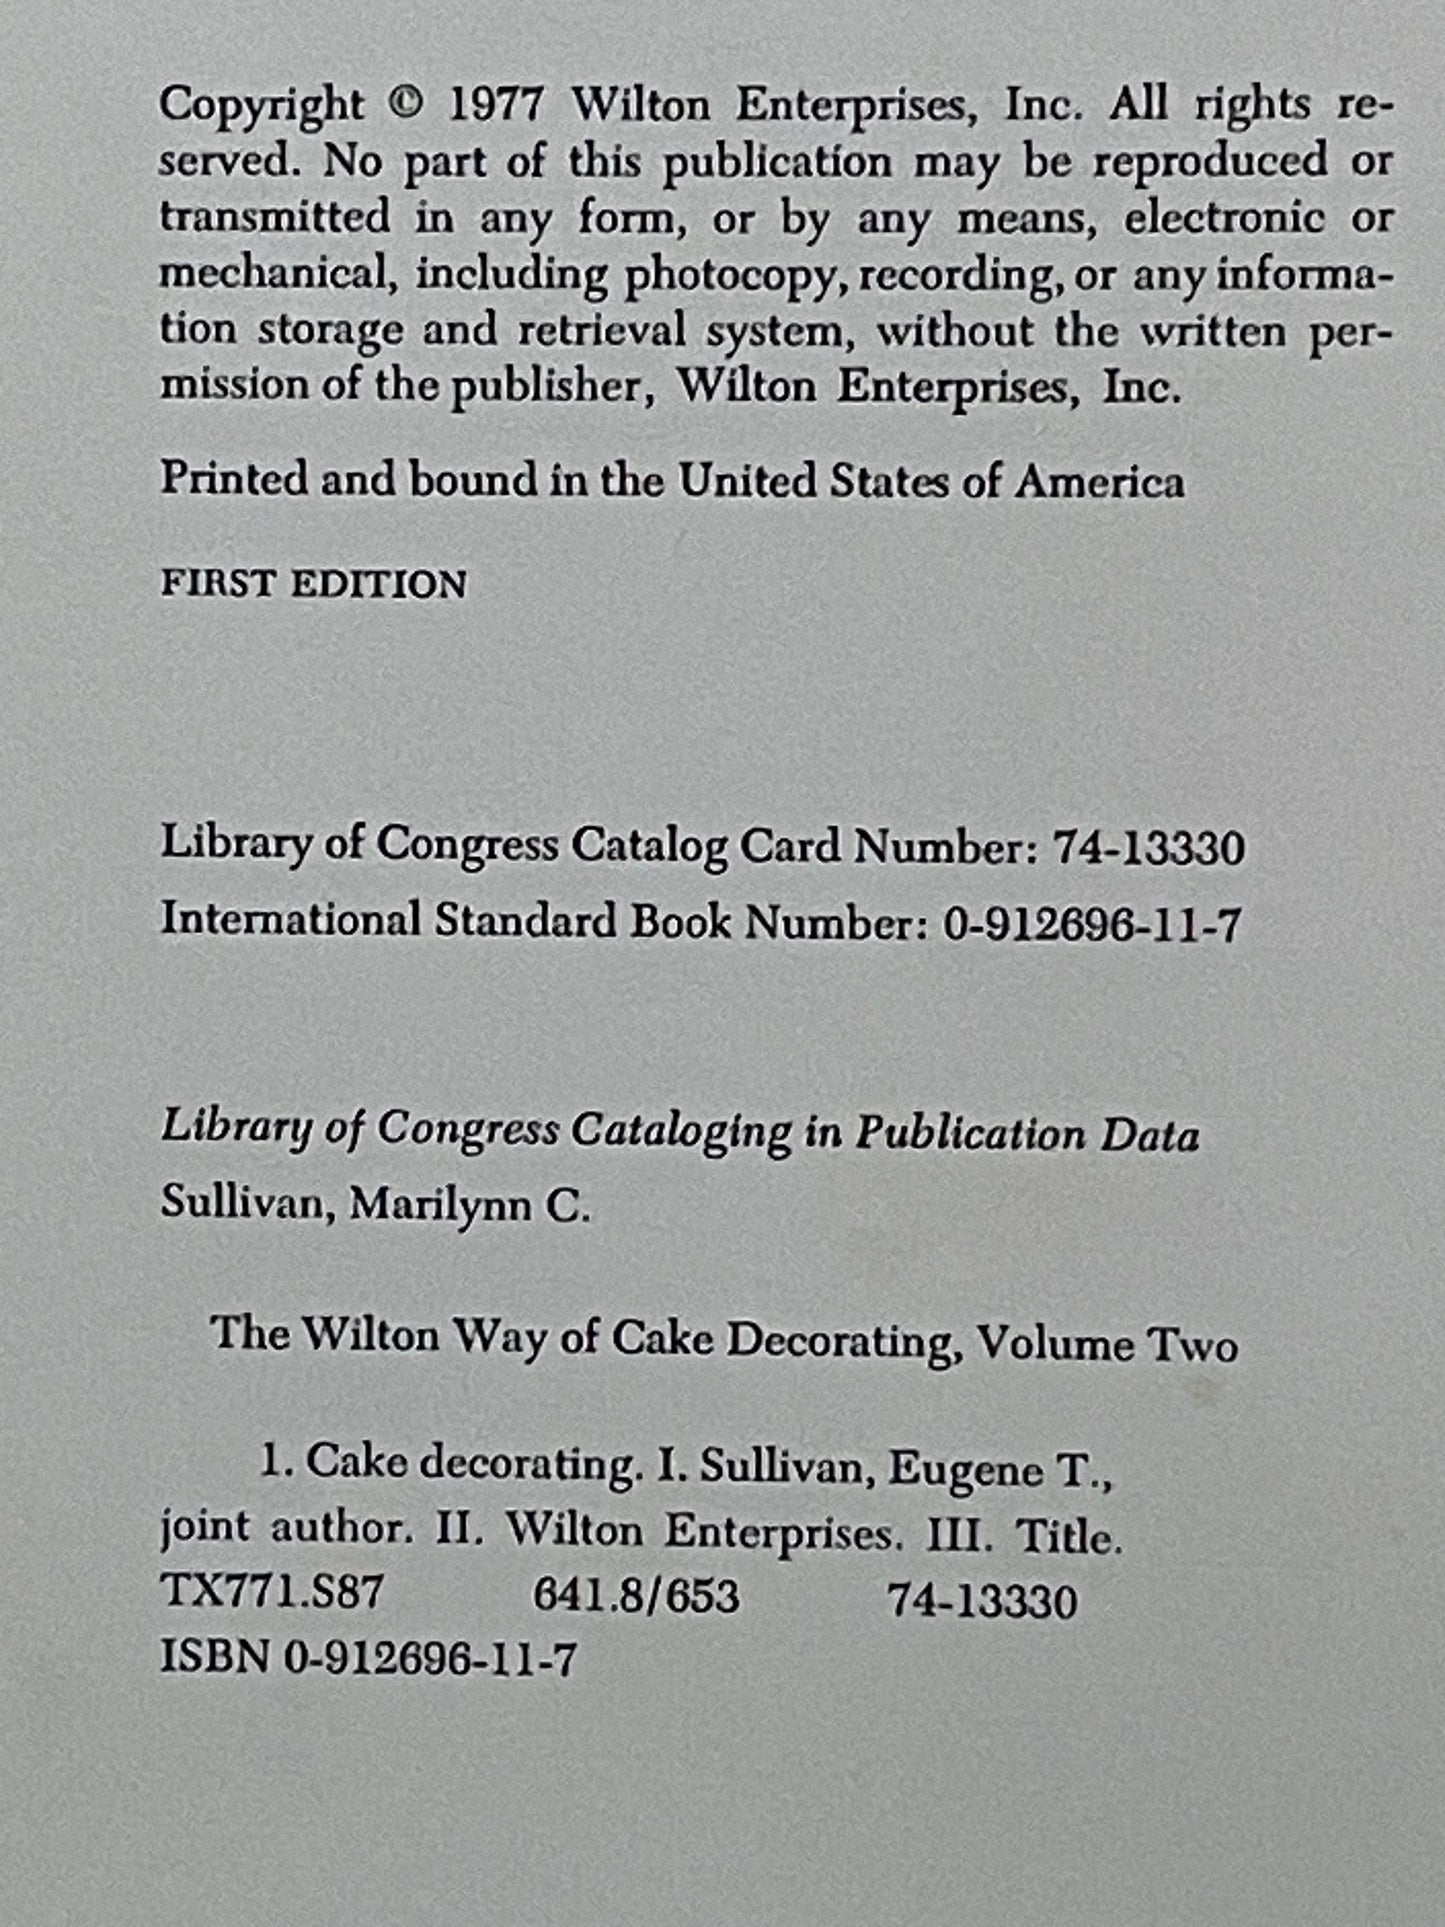 Copyright © 1977 Wilton Enterprises, Inc. All rights re-
served. No part of this publication may be reproduced or
transmitted in any form, or by any means, electronic or
mechanical, including photocopy, recording, or any informa-
tion storage and retrieval system, without the written per-
mission of the publisher, Wilton Enterprises, Inc.
Printed and bound in the United States of America
FIRST EDITION
Library of Congress Catalog Card Number: 74-13330
International Standard Book Number: 0-912696-11-7
Library of Congress Cataloging in Publication Data
Sullivan, Marilynn C.
The Wilton Way of Cake Decorating, Volume Two
1. Cake decorating. I. Sullivan, Eugene T.,
joint author. II. Wilton Enterprises. III. Title.
TX771.S87 641.8/653 74-13330
ISBN 0-912696-11-7